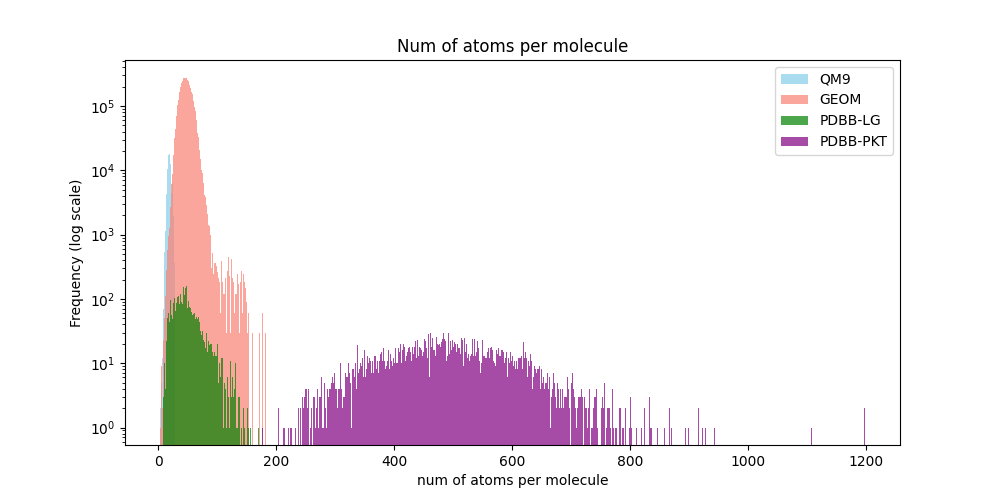 Num of atoms per molecule
QM9
GEOM
PDBB-LG
PDBB-PKT
Frequency (log scale)
10^5
10^4
10^3
10^2
10^1
10^0
0 200 400 600 800 1000 1200
num of atoms per molecule